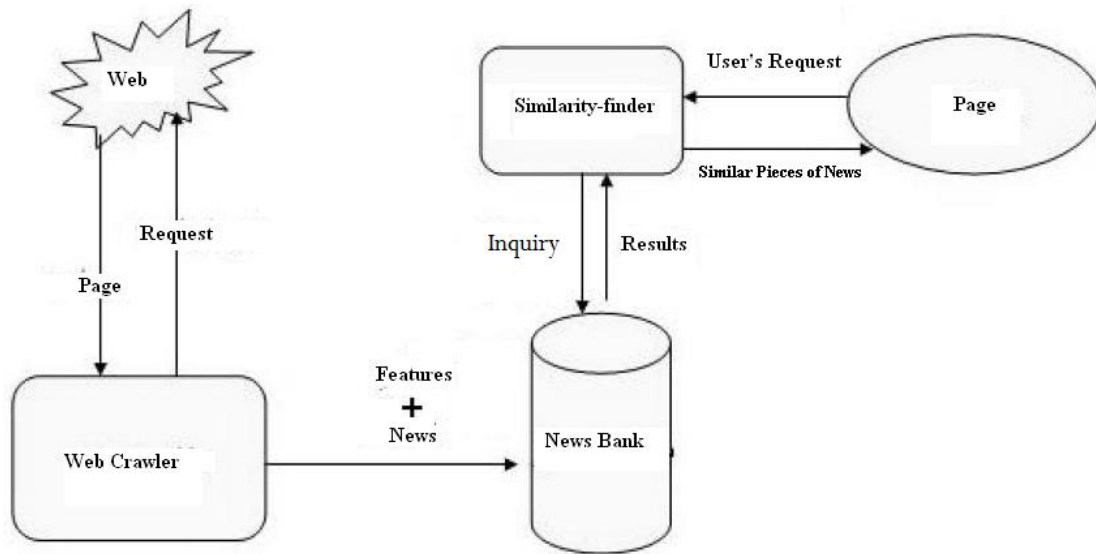 Web
User's Request
Similarity-finder
Page
Similar Pieces of News
Request
Inquiry
Results
Page
Features
+
News
News Bank
Web Crawler